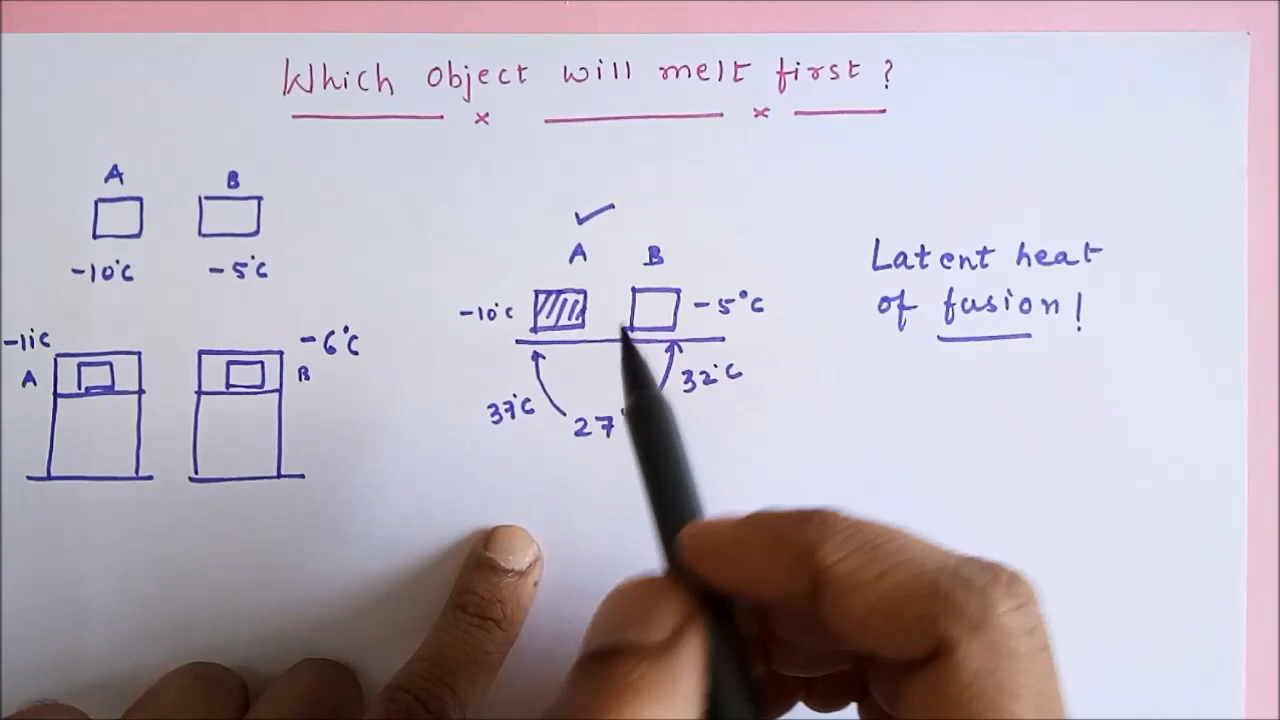 Which object will melt first ?
A B
-10°C -5°C
-11°C -6°C
A B
✓
A B
-10°C -5°C
37°C 32°C
27°
Latent heat
of fusion!